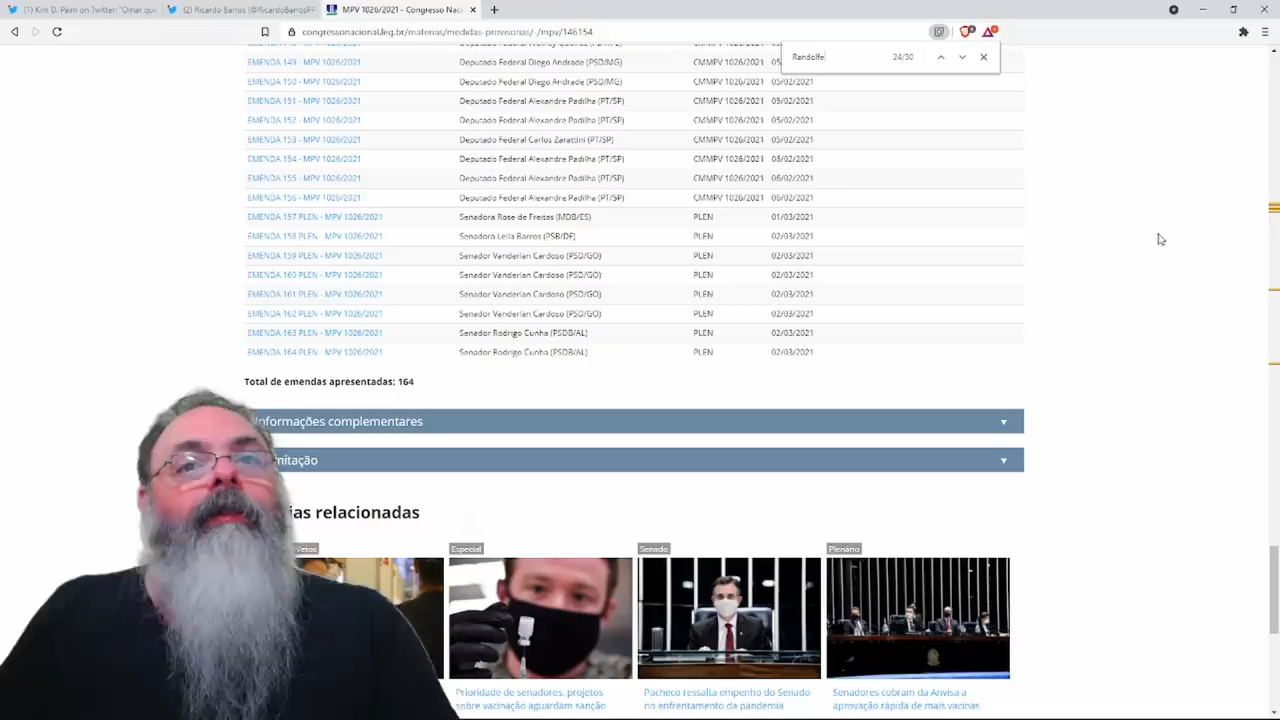 (1) Kim D. Paim on Twitter: "Omar que
(2) Ricardo Barros (@RicardoBarrosPP
MPV 1026/2021 - Congresso Nac
congressonacional.leg.br/materias/medidas-provisorias/-/mpv/146154
Randolfe 24/30
EMENDA 149 - MPV 1026/2021 Deputado Federal Diego Andrade (PSD/MG) CMMPV 1026/2021 05
EMENDA 150 - MPV 1026/2021 Deputado Federal Diego Andrade (PSD/MG) CMMPV 1026/2021 05/02/2021
EMENDA 151 - MPV 1026/2021 Deputado Federal Alexandre Padilha (PT/SP) CMMPV 1026/2021 05/02/2021
EMENDA 152 - MPV 1026/2021 Deputado Federal Alexandre Padilha (PT/SP) CMMPV 1026/2021 05/02/2021
EMENDA 153 - MPV 1026/2021 Deputado Federal Carlos Zarattini (PT/SP) CMMPV 1026/2021 05/02/2021
EMENDA 154 - MPV 1026/2021 Deputado Federal Alexandre Padilha (PT/SP) CMMPV 1026/2021 06/02/2021
EMENDA 155 - MPV 1026/2021 Deputado Federal Alexandre Padilha (PT/SP) CMMPV 1026/2021 06/02/2021
EMENDA 156 - MPV 1026/2021 Deputado Federal Alexandre Padilha (PT/SP) CMMPV 1026/2021 06/02/2021
EMENDA 157 PLEN - MPV 1026/2021 Senadora Rose de Freitas (MDB/ES) PLEN 01/03/2021
EMENDA 158 PLEN - MPV 1026/2021 Senadora Leila Barros (PSB/DF) PLEN 02/03/2021
EMENDA 159 PLEN - MPV 1026/2021 Senador Vanderlan Cardoso (PSD/GO) PLEN 02/03/2021
EMENDA 160 PLEN - MPV 1026/2021 Senador Vanderlan Cardoso (PSD/GO) PLEN 02/03/2021
EMENDA 161 PLEN - MPV 1026/2021 Senador Vanderlan Cardoso (PSD/GO) PLEN 02/03/2021
EMENDA 162 PLEN - MPV 1026/2021 Senador Vanderlan Cardoso (PSD/GO) PLEN 02/03/2021
EMENDA 163 PLEN - MPV 1026/2021 Senador Rodrigo Cunha (PSDB/AL) PLEN 02/03/2021
EMENDA 164 PLEN - MPV 1026/2021 Senador Rodrigo Cunha (PSDB/AL) PLEN 02/03/2021
Total de emendas apresentadas: 164
Informações complementares
mitação
ias relacionadas
Vetos
Especial
Senado
Plenário
Prioridade de senadores, projetos
sobre vacinação aguardam sanção
Pacheco ressalta empenho do Senado
no enfrentamento da pandemia
Senadores cobram da Anvisa a
aprovação rápida de mais vacinas